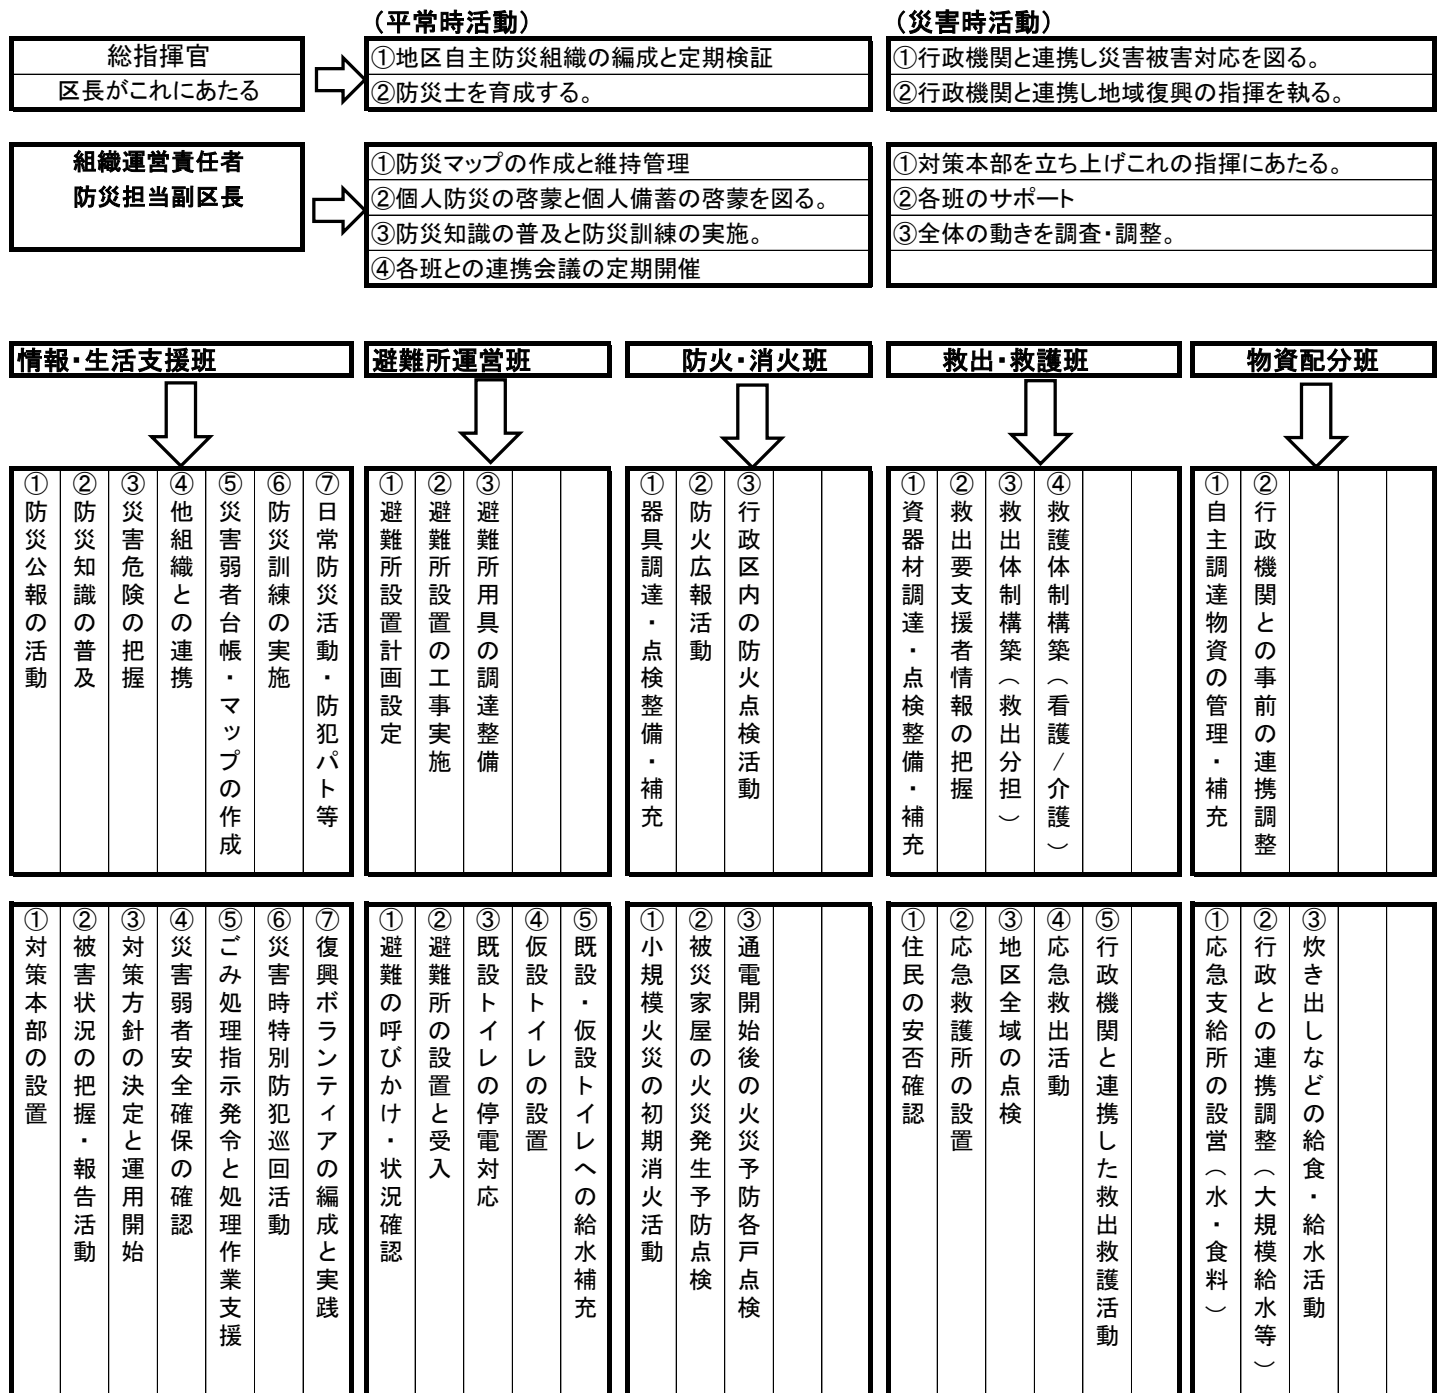 （平常時活動）
（災害時活動）
総指揮官
区長がこれにあたる
①地区自主防災組織の編成と定期検証
②防災士を育成する。
①行政機関と連携し災害被害対応を図る。
②行政機関と連携し地域復興の指揮を執る。
組織運営責任者
防災担当副区長
①防災マップの作成と維持管理
②個人防災の啓蒙と個人備蓄の啓蒙を図る。
③防災知識の普及と防災訓練の実施。
④各班との連携会議の定期開催
①対策本部を立ち上げこれの指揮にあたる。
②各班のサポート
③全体の動きを調査・調整。
情報・生活支援班
避難所運営班
防火・消火班
救出・救護班
物資配分班
①防災公報の活動
②防災知識の普及
③災害危険の把握
④他組織との連携
⑤災害弱者台帳・マップの作成
⑥防災訓練の実施
⑦日常防災活動・防犯パト等
①避難所設置計画設定
②避難所設置の工事実施
③避難所用具の調達整備
①器具調達・点検整備・補充
②防火広報活動
③行政区内の防火点検活動
①資器材調達・点検整備・補充
②救出要支援者情報の把握
③救出体制構築（救出分担）
④救護体制構築（看護/介護）
①自主調達物資の管理・補充
②行政機関との事前の連携調整
①対策本部の設置
②被害状況の把握・報告活動
③対策方針の決定と運用開始
④災害弱者安全確保の確認
⑤ごみ処理指示発令と処理作業支援
⑥災害時特別防犯巡回活動
⑦復興ボランティアの編成と実践
①避難の呼びかけ・状況確認
②避難所の設置と受入
③既設トイレの停電対応
④仮設トイレの設置
⑤既設・仮設トイレへの給水補充
①小規模火災の初期消火活動
②被災家屋の火災発生予防点検
③通電開始後の火災予防各戸点検
①住民の安否確認
②応急救護所の設置
③地区全域の点検
④応急救出活動
⑤行政機関と連携した救出救護活動
①応急支給所の設営（水・食料）
②行政との連携調整（大規模給水等）
③炊き出しなどの給食・給水活動